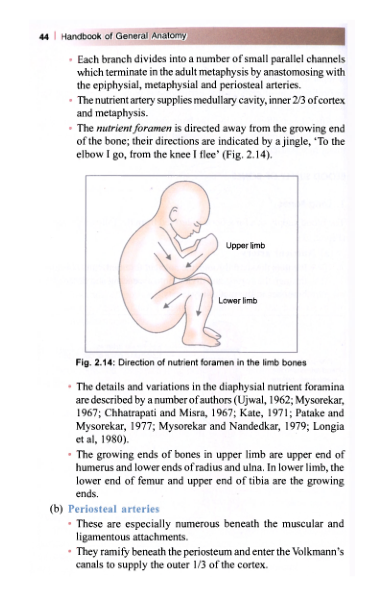 44 | Handbook of General Anatomy
• Each branch divides into a number of small parallel channels
which terminate in the adult metaphysis by anastomosing with
the epiphysial, metaphysial and periosteal arteries.
• The nutrient artery supplies medullary cavity, inner 2/3 of cortex
and metaphysis.
• The nutrient foramen is directed away from the growing end
of the bone; their directions are indicated by a jingle, ‘To the
elbow I go, from the knee I flee’ (Fig. 2.14).
Upper limb
Lower limb
Fig. 2.14: Direction of nutrient foramen in the limb bones
• The details and variations in the diaphysial nutrient foramina
are described by a number of authors (Ujwal, 1962; Mysorekar,
1967; Chhatrapati and Misra, 1967; Kate, 1971; Patake and
Mysorekar, 1977; Mysorekar and Nandedkar, 1979; Longia
et al, 1980).
• The growing ends of bones in upper limb are upper end of
humerus and lower ends of radius and ulna. In lower limb, the
lower end of femur and upper end of tibia are the growing
ends.
(b) Periosteal arteries
• These are especially numerous beneath the muscular and
ligamentous attachments.
• They ramify beneath the periosteum and enter the Volkmann’s
canals to supply the outer 1/3 of the cortex.